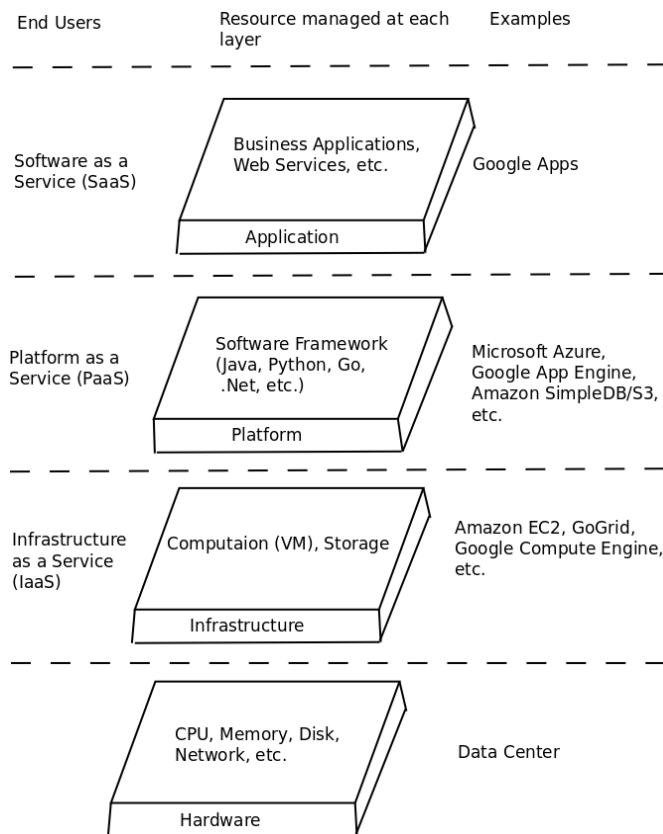 End Users
Resource managed at each
layer
Examples
Software as a
Service (SaaS)
Business Applications,
Web Services, etc.
Application
Google Apps
Platform as a
Service (PaaS)
Software Framework
(Java, Python, Go,
.Net, etc.)
Platform
Microsoft Azure,
Google App Engine,
Amazon SimpleDB/S3,
etc.
Infrastructure
as a Service
(IaaS)
Computaion (VM), Storage
Infrastructure
Amazon EC2, GoGrid,
Google Compute Engine,
etc.
CPU, Memory, Disk,
Network, etc.
Hardware
Data Center